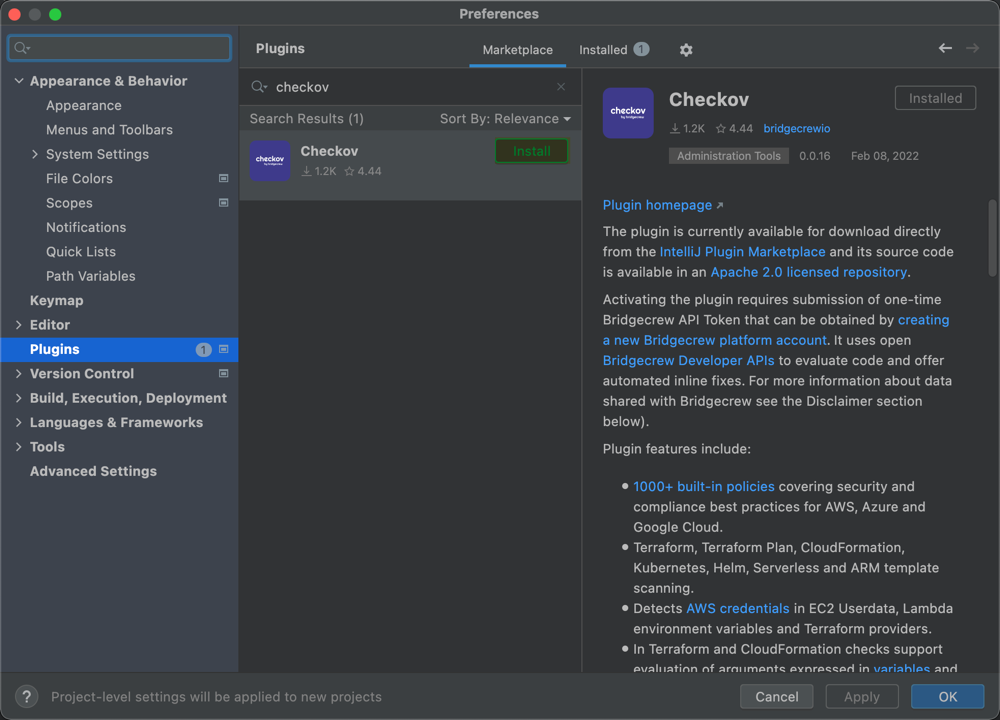 Preferences
Appearance & Behavior
Appearance
Menus and Toolbars
System Settings
File Colors
Scopes
Notifications
Quick Lists
Path Variables
Keymap
Editor
Plugins 1
Version Control
Build, Execution, Deployment
Languages & Frameworks
Tools
Advanced Settings
Plugins
Marketplace
Installed 1
checkov
Search Results (1)
Sort By: Relevance
checkov
by bridgecrew
Checkov
1.2K 4.44
Install
checkov
by bridgecrew
Checkov
Installed
1.2K 4.44 bridgecrewio
Administration Tools 0.0.16 Feb 08, 2022
Plugin homepage ↗
The plugin is currently available for download directly
from the IntelliJ Plugin Marketplace and its source code
is available in an Apache 2.0 licensed repository.
Activating the plugin requires submission of one-time
Bridgecrew API Token that can be obtained by creating
a new Bridgecrew platform account. It uses open
Bridgecrew Developer APIs to evaluate code and offer
automated inline fixes. For more information about data
shared with Bridgecrew see the Disclaimer section
below).
Plugin features include:
• 1000+ built-in policies covering security and
compliance best practices for AWS, Azure and
Google Cloud.
• Terraform, Terraform Plan, CloudFormation,
Kubernetes, Helm, Serverless and ARM template
scanning.
• Detects AWS credentials in EC2 Userdata, Lambda
environment variables and Terraform providers.
• In Terraform and CloudFormation checks support
evaluation of arguments expressed in variables and
? Project-level settings will be applied to new projects
Cancel
Apply
OK